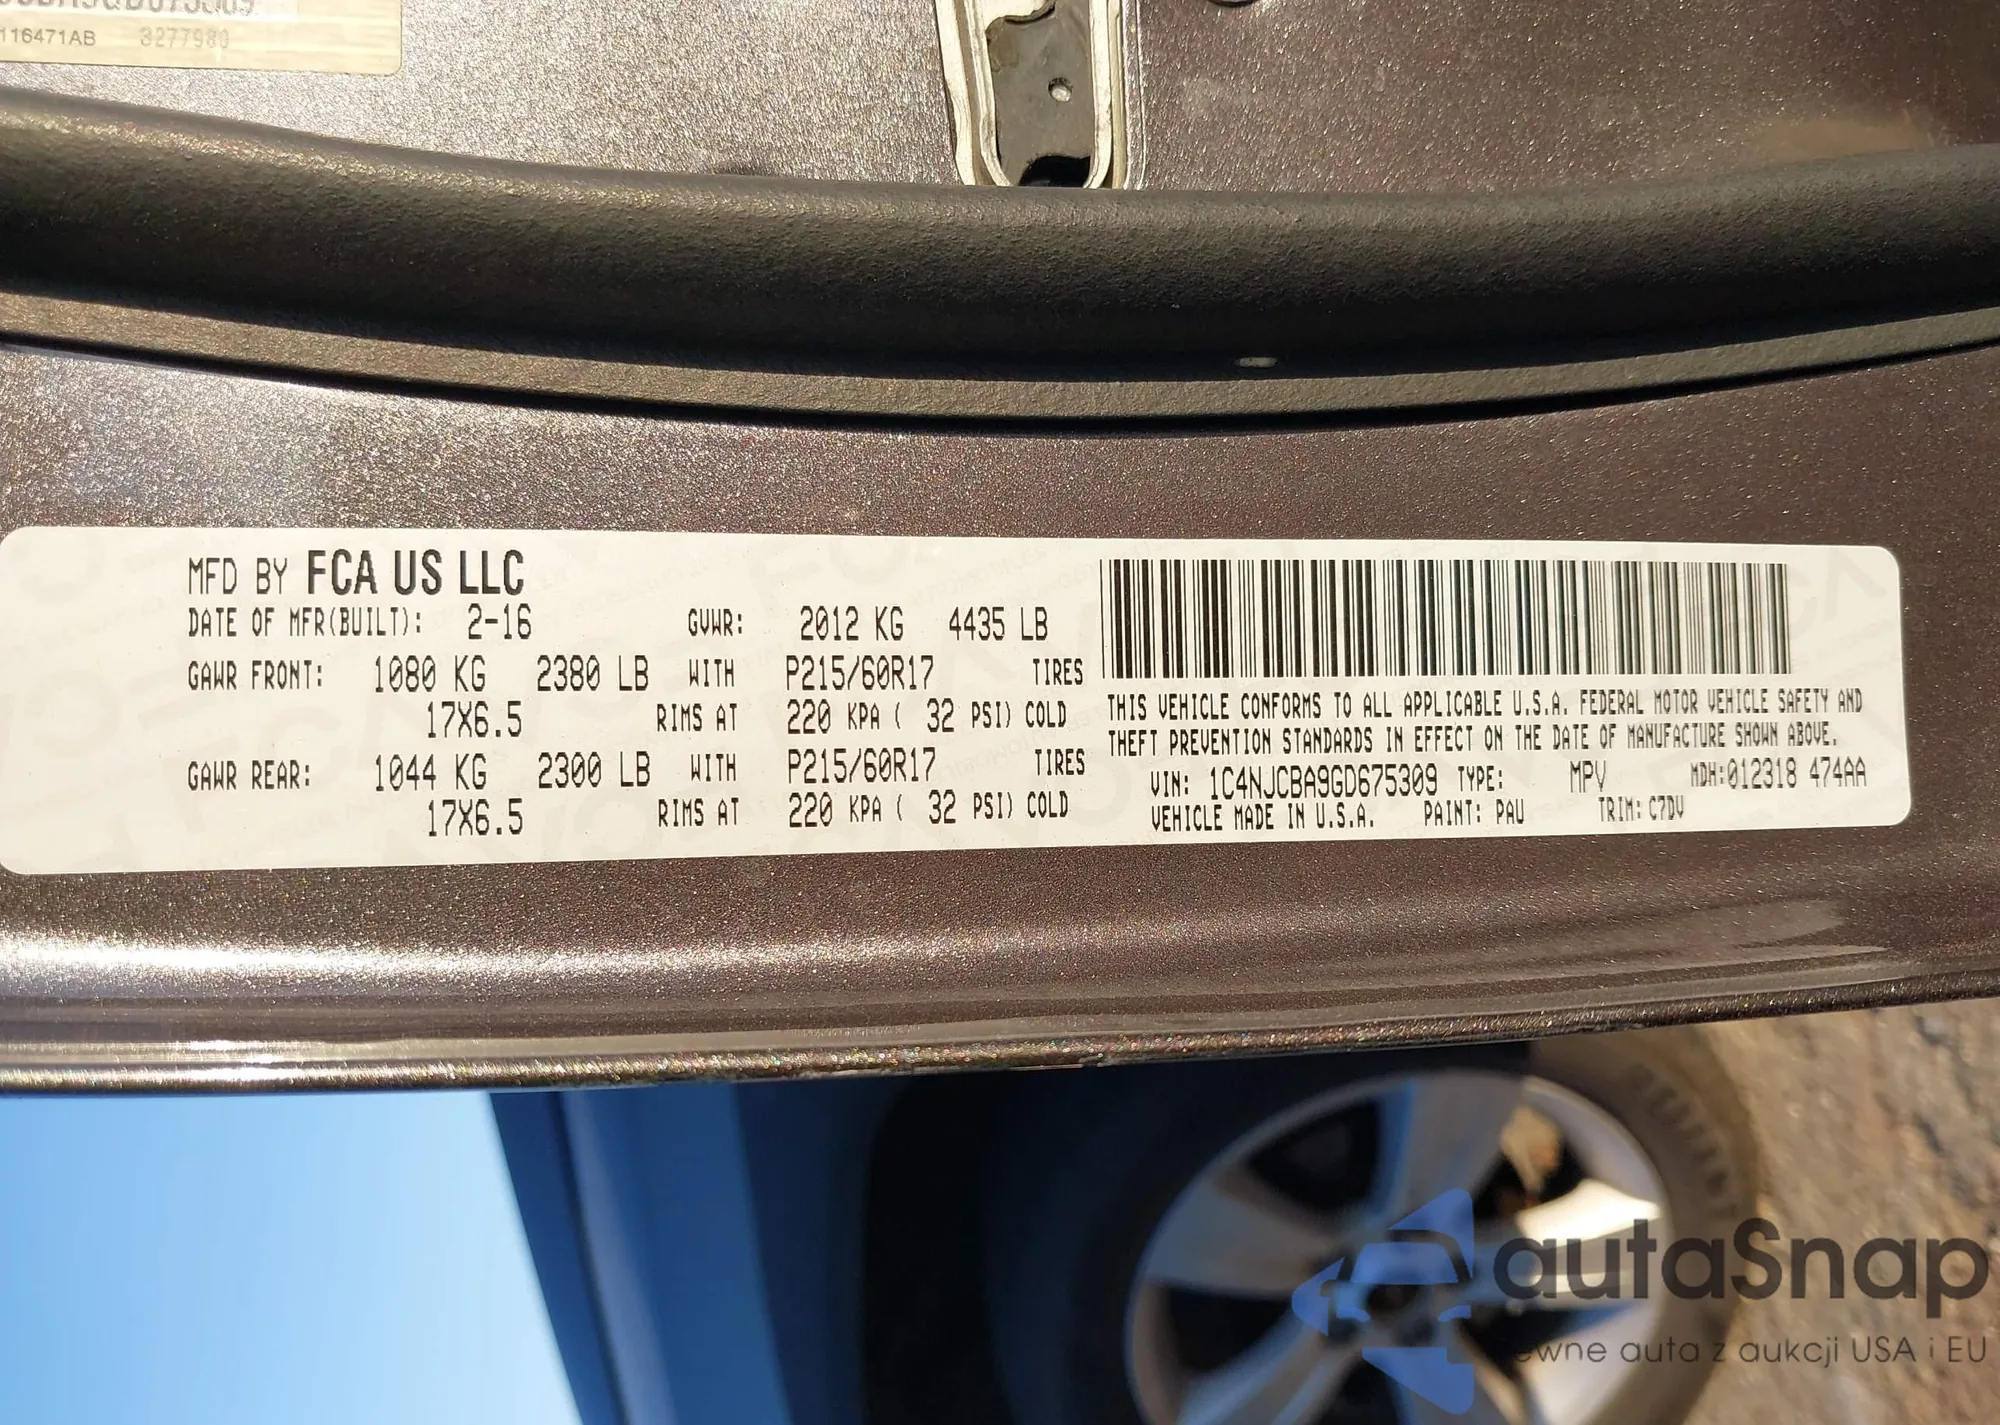 116471AB 3277980
MFD BY FCA US LLC
DATE OF MFR(BUILT): 2-16 GVWR: 2012 KG 4435 LB
GAWR FRONT: 1080 KG 2380 LB WITH P215/60R17 TIRES
17X6.5 RIMS AT 220 KPA ( 32 PSI) COLD
GAWR REAR: 1044 KG 2300 LB WITH P215/60R17 TIRES
17X6.5 RIMS AT 220 KPA ( 32 PSI) COLD
THIS VEHICLE CONFORMS TO ALL APPLICABLE U.S.A. FEDERAL MOTOR VEHICLE SAFETY AND
THEFT PREVENTION STANDARDS IN EFFECT ON THE DATE OF MANUFACTURE SHOWN ABOVE.
VIN: 1C4NJCBA9GD675309 TYPE: MPV MDH:012318 474AA
VEHICLE MADE IN U.S.A. PAINT: PAU TRIM: C7DV
autaSnap
Pewne auta z aukcji USA i EU